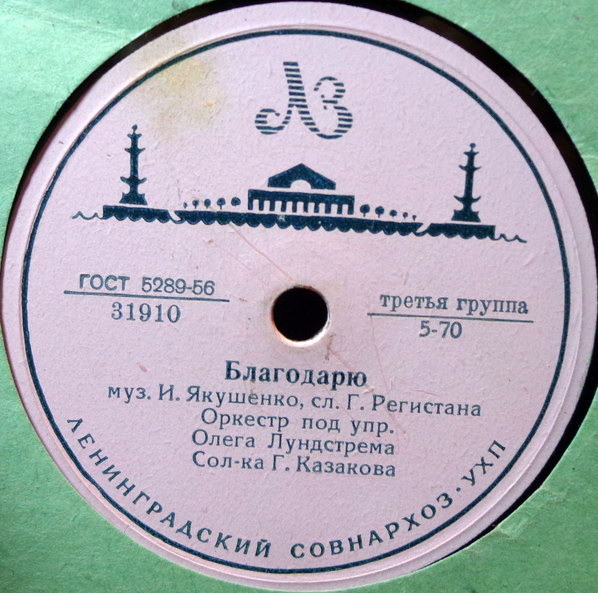 ЛЗ
ГОСТ 5289-56
31910
третья группа
5-70
Благодарю
муз. И. Якушенко, сл. Г. Регистана
Оркестр под упр.
Олега Лундстрема
Сол-ка Г. Казакова
ЛЕНИНГРАДСКИЙ СОВНАРХОЗ · УХП